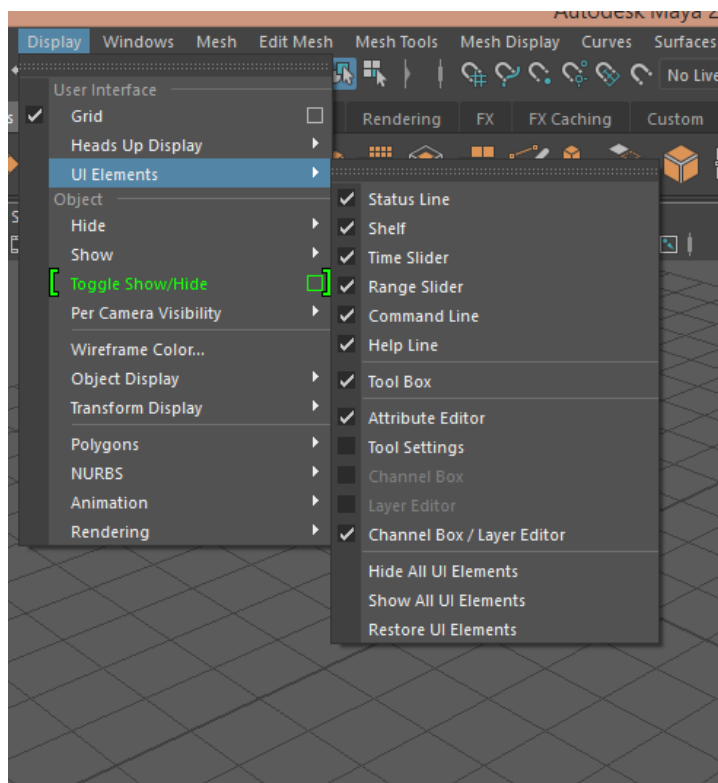 Autodesk Maya
Display Windows Mesh Edit Mesh Mesh Tools Mesh Display Curves Surfaces
No Live
Rendering FX FX Caching Custom
User Interface
Grid
Heads Up Display
UI Elements
Object
Hide
Show
Toggle Show/Hide
Per Camera Visibility
Wireframe Color...
Object Display
Transform Display
Polygons
NURBS
Animation
Rendering
Status Line
Shelf
Time Slider
Range Slider
Command Line
Help Line
Tool Box
Attribute Editor
Tool Settings
Channel Box
Layer Editor
Channel Box / Layer Editor
Hide All UI Elements
Show All UI Elements
Restore UI Elements